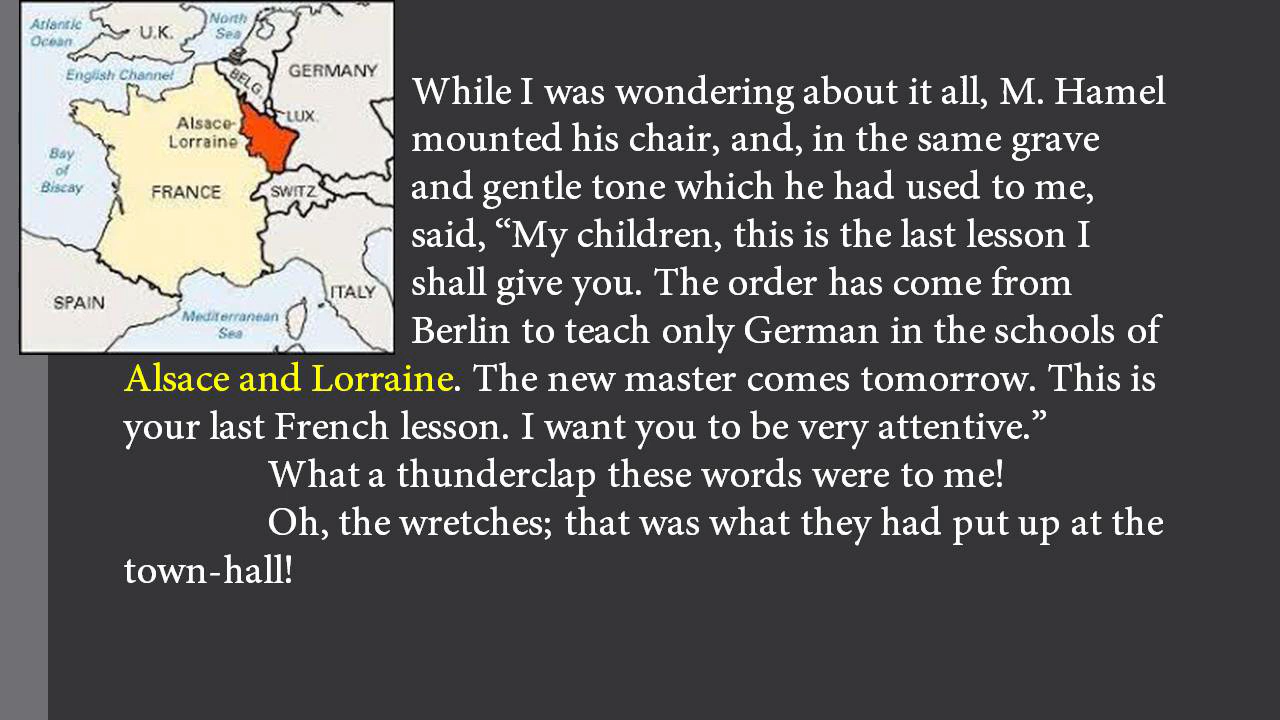 Atlantic
Ocean
North
Sea
U.K.
English Channel
BELG.
GERMANY
LUX.
Alsace-
Lorraine
Bay
of
Biscay
FRANCE
SWITZ.
SPAIN
ITALY
Mediterranean
Sea
While I was wondering about it all, M. Hamel
mounted his chair, and, in the same grave
and gentle tone which he had used to me,
said, “My children, this is the last lesson I
shall give you. The order has come from
Berlin to teach only German in the schools of
Alsace and Lorraine. The new master comes tomorrow. This is
your last French lesson. I want you to be very attentive.”
What a thunderclap these words were to me!
Oh, the wretches; that was what they had put up at the
town-hall!